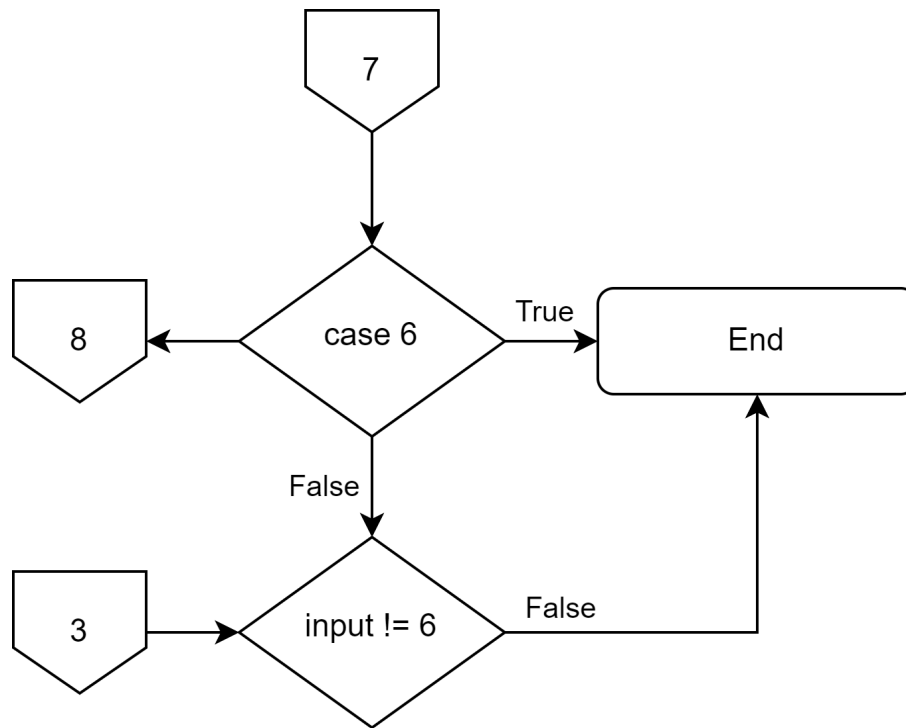 7
8
case 6
True
End
False
3
input != 6
False